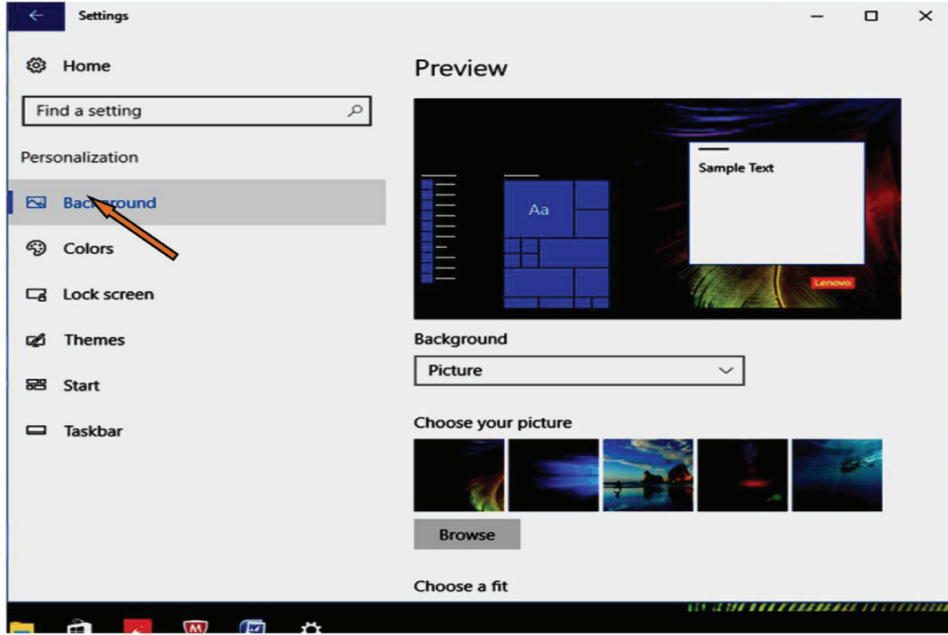 Settings
Home
Find a setting
Personalization
Background
Colors
Lock screen
Themes
Start
Taskbar
Preview
Aa
Sample Text
Lenovo
Background
Picture
Choose your picture
Browse
Choose a fit